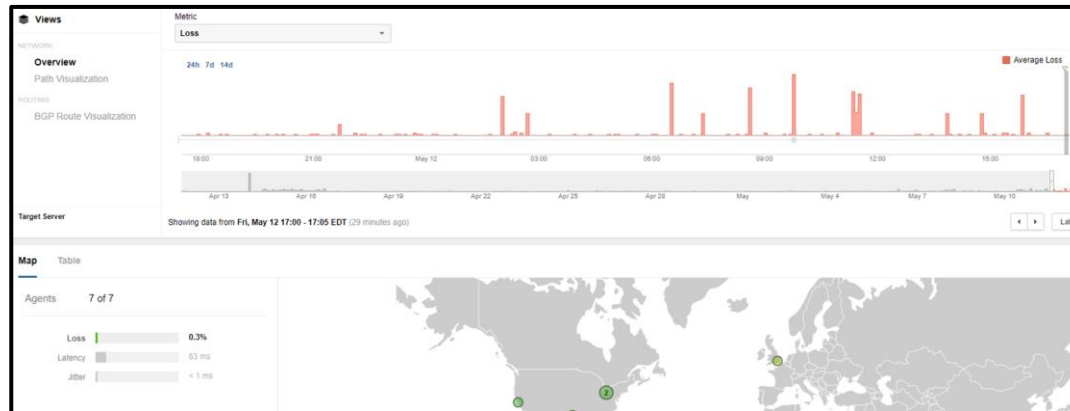 Views
Metric
Loss
NETWORK
Overview
Path Visualization
ROUTING
BGP Route Visualization
24h 7d 14d
Average Loss
18:00 21:00 May 12 03:00 06:00 09:00 12:00 15:00
Apr 13 Apr 16 Apr 19 Apr 22 Apr 25 Apr 28 May May 4 May 7 May 10
Target Server
Showing data from Fri, May 12 17:00 - 17:05 EDT (29 minutes ago)
Lat
Map Table
Agents 7 of 7
Loss 0.3%
Latency 63 ms
Jitter < 1 ms
2